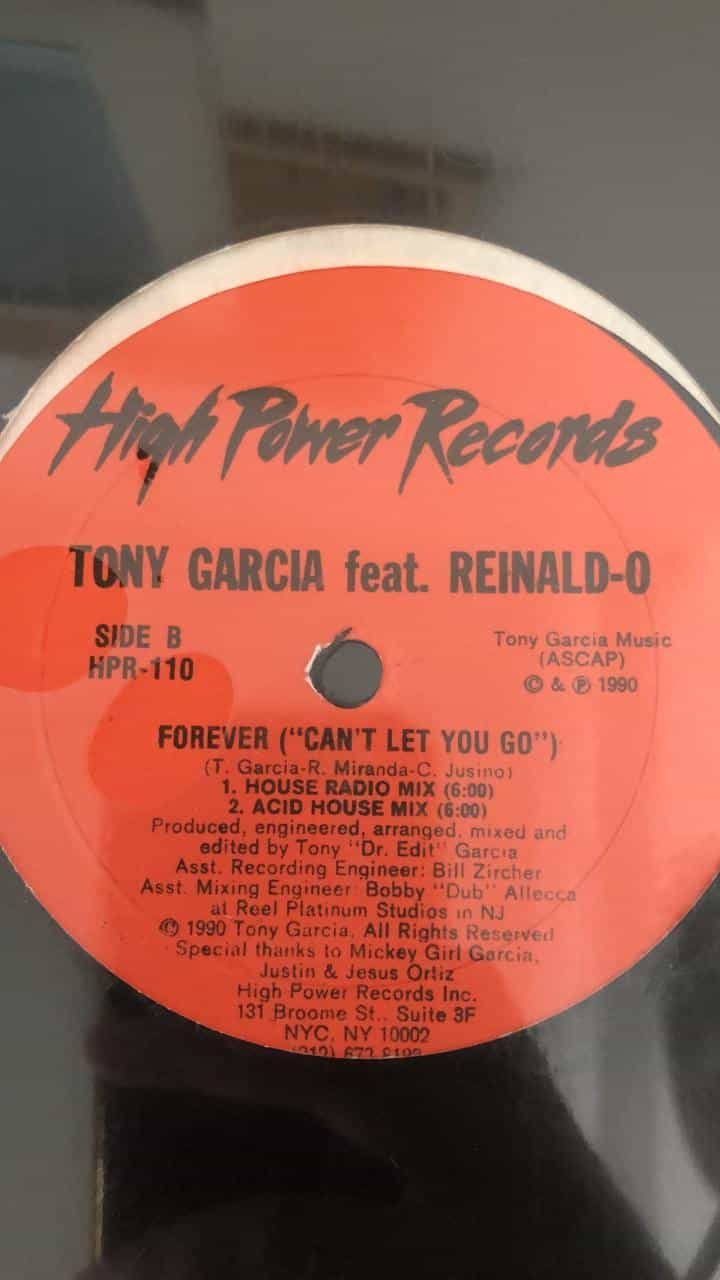 High Power Records
TONY GARCIA feat. REINALD-O
SIDE B
HPR-110
Tony Garcia Music
(ASCAP)
© & ℗ 1990
FOREVER ("CAN'T LET YOU GO")
(T. Garcia-R. Miranda-C. Jusino)
1. HOUSE RADIO MIX (6:00)
2. ACID HOUSE MIX (6:00)
Produced, engineered, arranged, mixed and
edited by Tony "Dr. Edit" Garcia
Asst. Recording Engineer: Bill Zircher
Asst. Mixing Engineer: Bobby "Dub" Allecca
at Reel Platinum Studios in NJ
© 1990 Tony Garcia. All Rights Reserved
Special thanks to Mickey Girl Garcia,
Justin & Jesus Ortiz
High Power Records Inc.
131 Broome St., Suite 3F
NYC, NY 10002